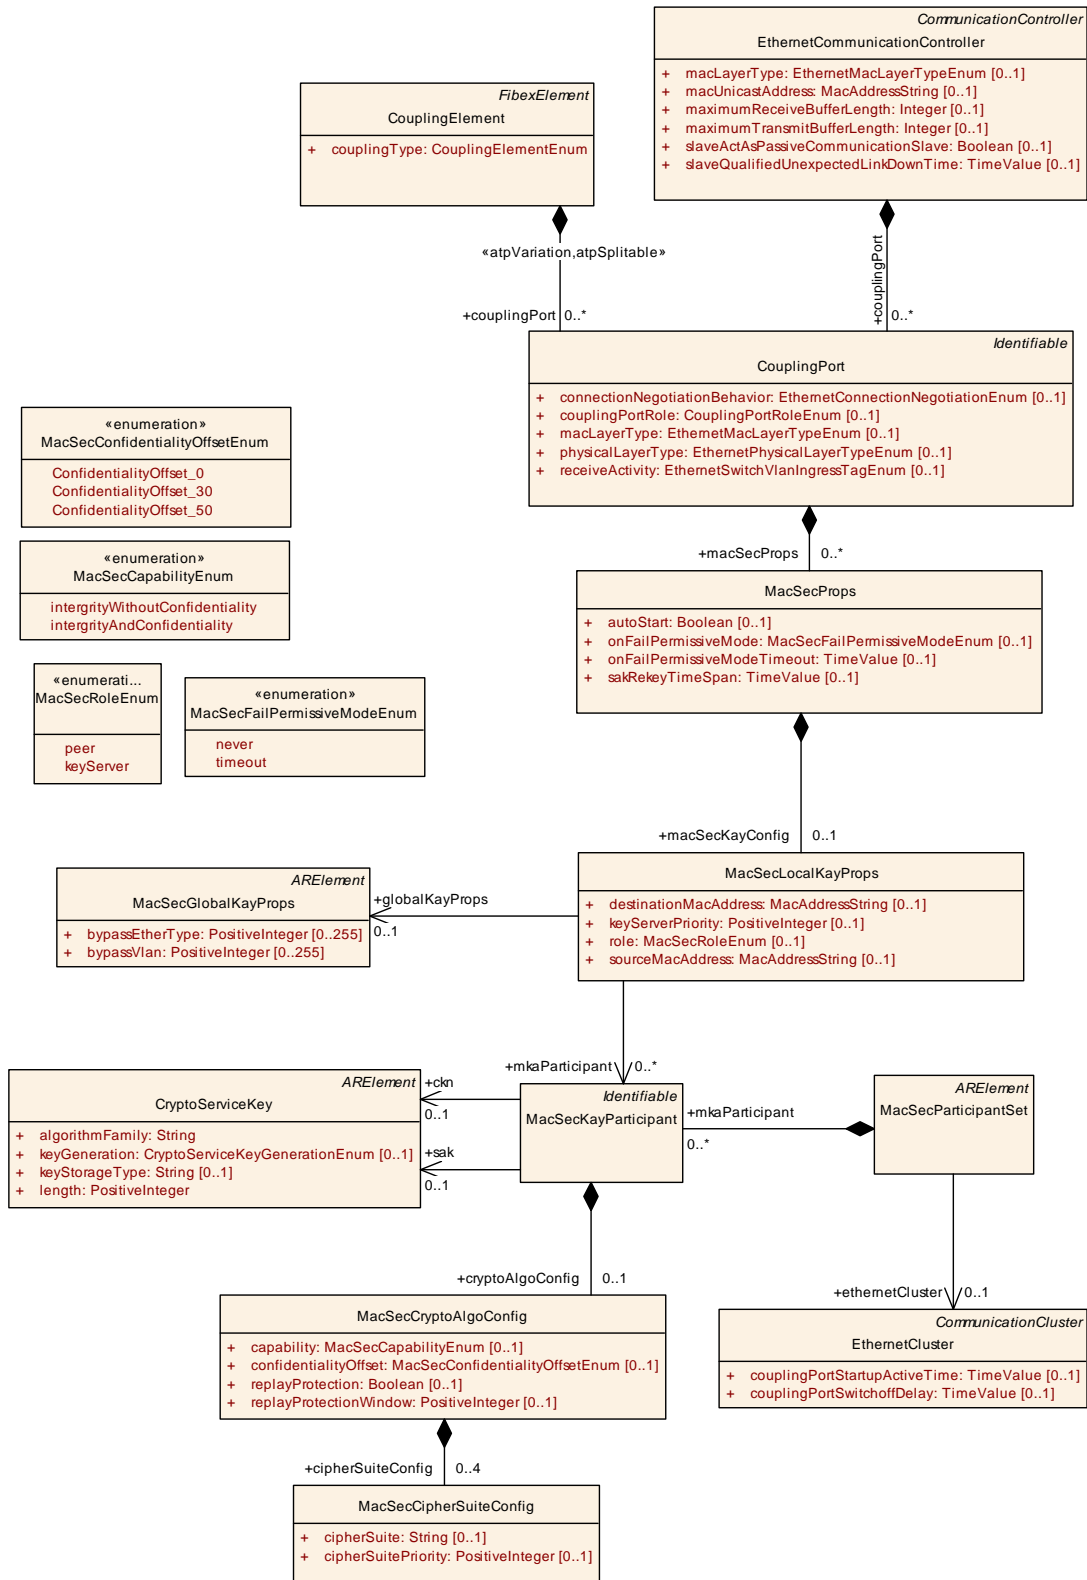 CommunicationController
EthernetCommunicationController
+ macLayerType: EthernetMacLayerTypeEnum [0..1]
+ macUnicastAddress: MacAddressString [0..1]
+ maximumReceiveBufferLength: Integer [0..1]
+ maximumTransmitBufferLength: Integer [0..1]
+ slaveActAsPassiveCommunicationSlave: Boolean [0..1]
+ slaveQualifiedUnexpectedLinkDownTime: TimeValue [0..1]
FibexElement
CouplingElement
+ couplingType: CouplingElementEnum
«atpVariation,atpSplitable»
+couplingPort 0..*
+couplingPort
0..*
Identifiable
CouplingPort
+ connectionNegotiationBehavior: EthernetConnectionNegotiationEnum [0..1]
+ couplingPortRole: CouplingPortRoleEnum [0..1]
+ macLayerType: EthernetMacLayerTypeEnum [0..1]
+ physicalLayerType: EthernetPhysicalLayerTypeEnum [0..1]
+ receiveActivity: EthernetSwitchVlanIngressTagEnum [0..1]
«enumeration»
MacSecConfidentialityOffsetEnum
ConfidentialityOffset_0
ConfidentialityOffset_30
ConfidentialityOffset_50
«enumeration»
MacSecCapabilityEnum
intergrityWithoutConfidentiality
intergrityAndConfidentiality
+macSecProps 0..*
MacSecProps
+ autoStart: Boolean [0..1]
+ onFailPermissiveMode: MacSecFailPermissiveModeEnum [0..1]
+ onFailPermissiveModeTimeout: TimeValue [0..1]
+ sakRekeyTimeSpan: TimeValue [0..1]
«enumerati...
MacSecRoleEnum
peer
keyServer
«enumeration»
MacSecFailPermissiveModeEnum
never
timeout
+macSecKayConfig 0..1
MacSecLocalKayProps
+ destinationMacAddress: MacAddressString [0..1]
+ keyServerPriority: PositiveInteger [0..1]
+ role: MacSecRoleEnum [0..1]
+ sourceMacAddress: MacAddressString [0..1]
ARElement
MacSecGlobalKayProps
+ bypassEtherType: PositiveInteger [0..255]
+ bypassVlan: PositiveInteger [0..255]
+globalKayProps
0..1
+mkaParticipant 0..*
ARElement
CryptoServiceKey
+ algorithmFamily: String
+ keyGeneration: CryptoServiceKeyGenerationEnum [0..1]
+ keyStorageType: String [0..1]
+ length: PositiveInteger
+ckn
0..1
+sak
0..1
Identifiable
MacSecKayParticipant
+mkaParticipant
0..*
ARElement
MacSecParticipantSet
+cryptoAlgoConfig 0..1
+ethernetCluster 0..1
MacSecCryptoAlgoConfig
+ capability: MacSecCapabilityEnum [0..1]
+ confidentialityOffset: MacSecConfidentialityOffsetEnum [0..1]
+ replayProtection: Boolean [0..1]
+ replayProtectionWindow: PositiveInteger [0..1]
CommunicationCluster
EthernetCluster
+ couplingPortStartupActiveTime: TimeValue [0..1]
+ couplingPortSwitchoffDelay: TimeValue [0..1]
+cipherSuiteConfig 0..4
MacSecCipherSuiteConfig
+ cipherSuite: String [0..1]
+ cipherSuitePriority: PositiveInteger [0..1]